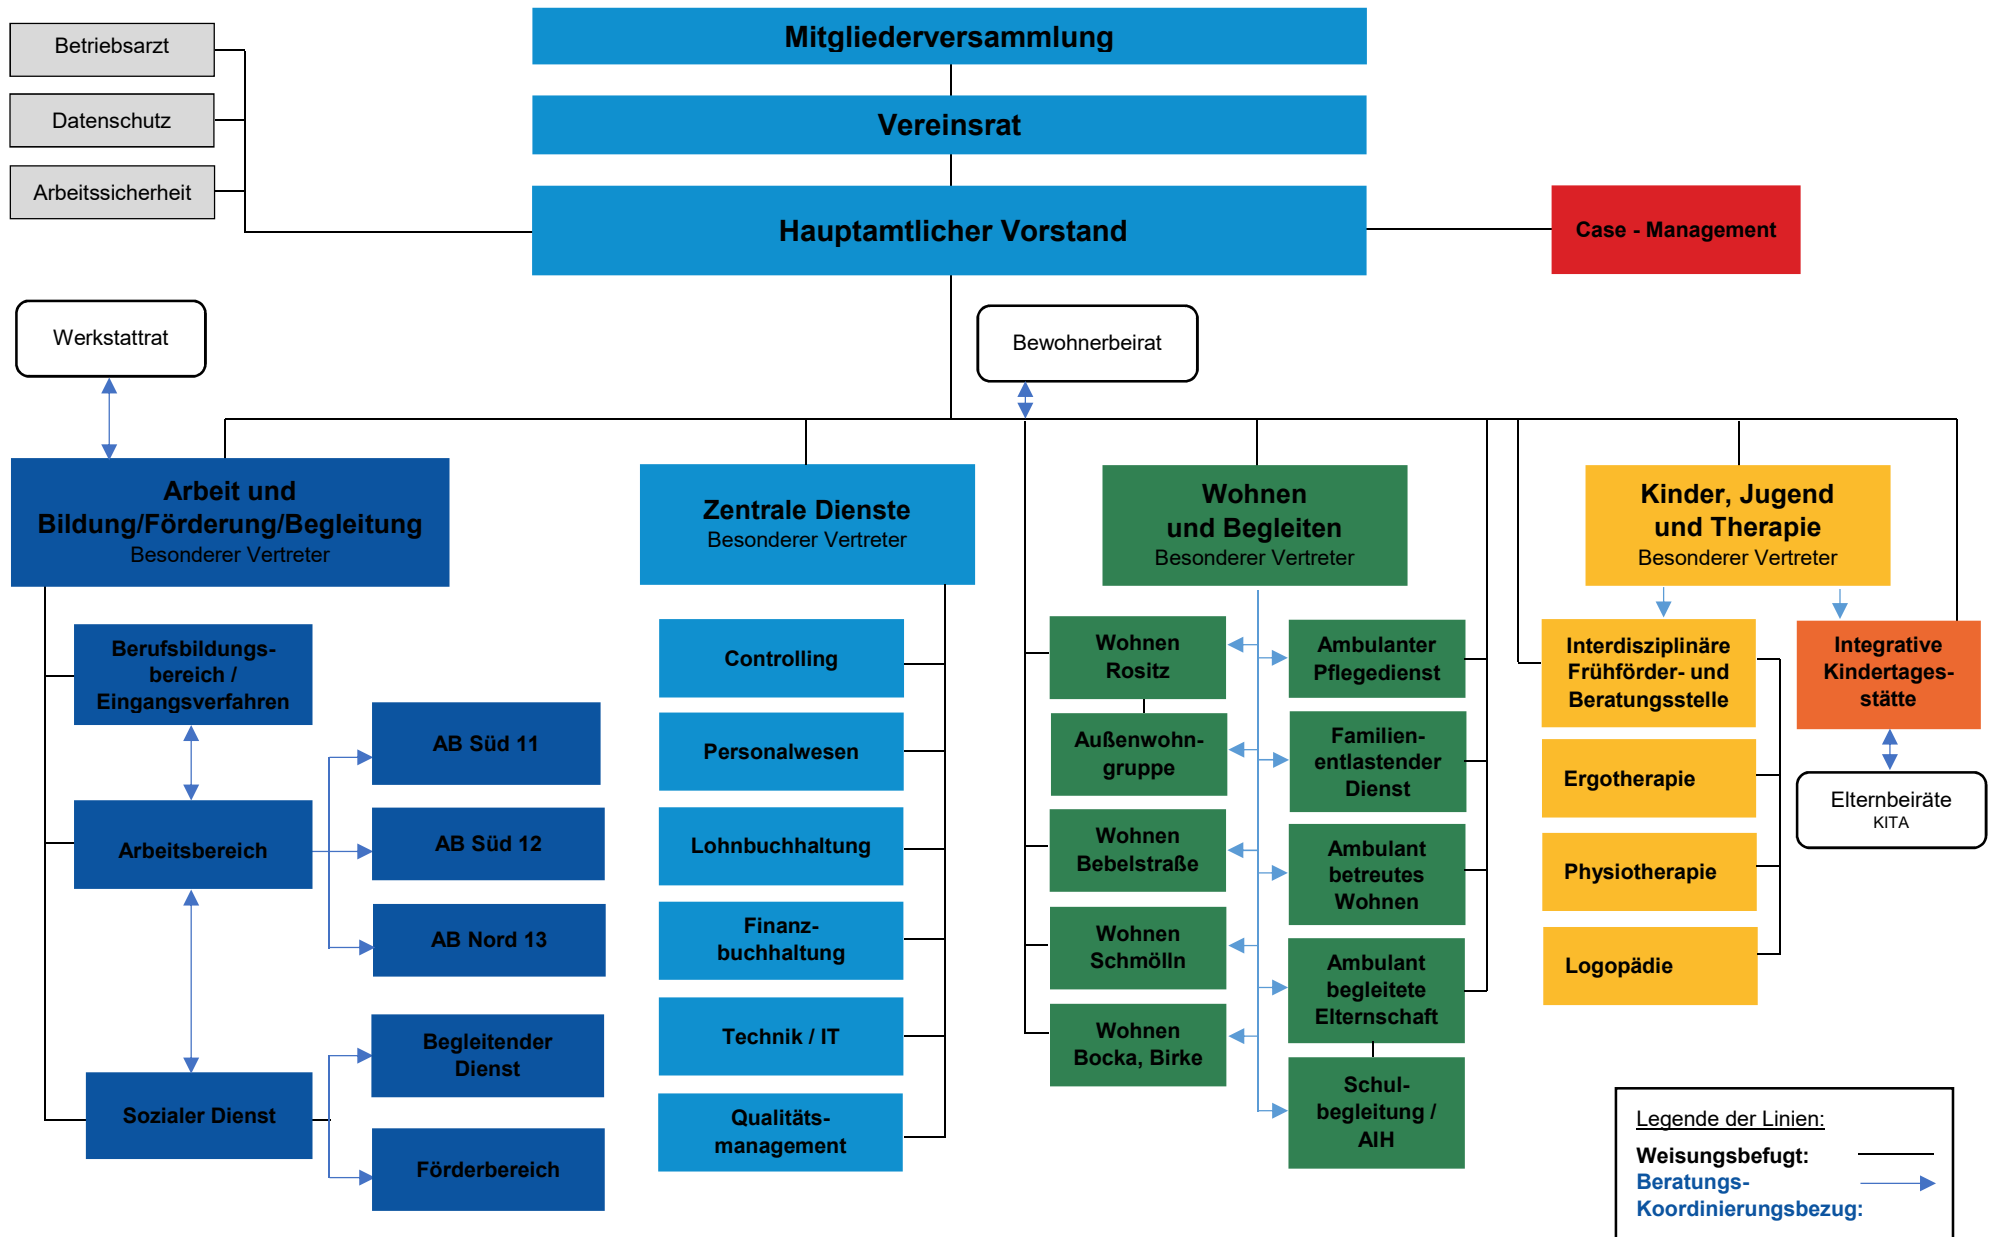 Betriebsarzt
Datenschutz
Arbeitssicherheit
Mitgliederversammlung
Vereinsrat
Hauptamtlicher Vorstand
Case - Management
Werkstattrat
Bewohnerbeirat
Arbeit und
Bildung/Förderung/Begleitung
Besonderer Vertreter
Berufsbildungs-
bereich /
Eingangsverfahren
Arbeitsbereich
Sozialer Dienst
AB Süd 11
AB Süd 12
AB Nord 13
Begleitender
Dienst
Förderbereich
Zentrale Dienste
Besonderer Vertreter
Controlling
Personalwesen
Lohnbuchhaltung
Finanz-
buchhaltung
Technik / IT
Qualitäts-
management
Wohnen
und Begleiten
Besonderer Vertreter
Wohnen
Rositz
Außenwohn-
gruppe
Wohnen
Bebelstraße
Wohnen
Schmölln
Wohnen
Bocka, Birke
Ambulanter
Pflegedienst
Familien-
entlastender
Dienst
Ambulant
betreutes
Wohnen
Ambulant
begleitete
Elternschaft
Schul-
begleitung /
AIH
Kinder, Jugend
und Therapie
Besonderer Vertreter
Interdisziplinäre
Frühförder- und
Beratungsstelle
Ergotherapie
Physiotherapie
Logopädie
Integrative
Kindertages-
stätte
Elternbeiräte
KITA
Legende der Linien:
Weisungsbefugt:
Beratungs-
Koordinierungsbezug: